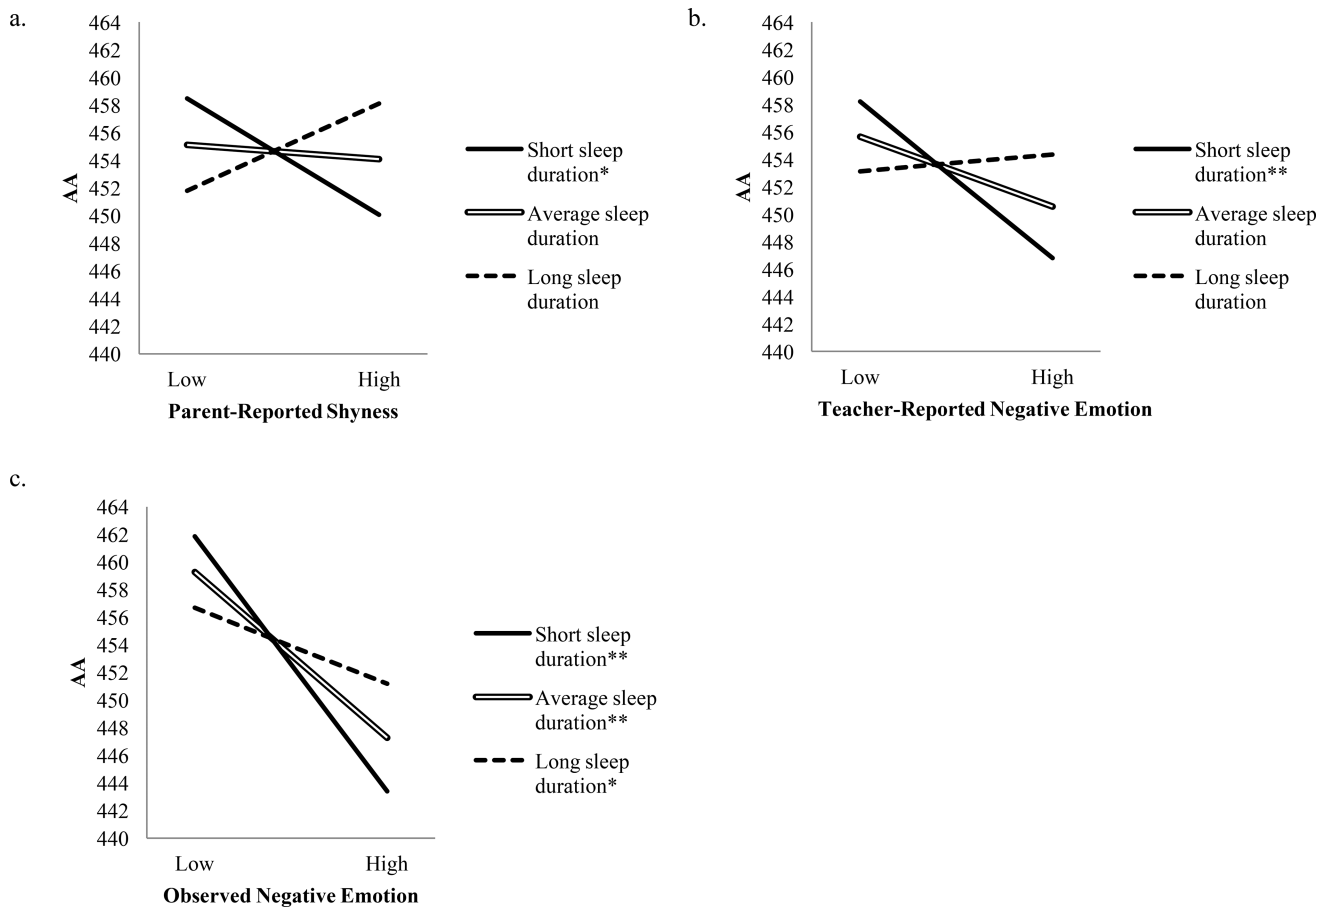 a.
464
462
460
458
456
454
452
450
448
446
444
442
440
AA
Low
High
Parent-Reported Shyness
Short sleep
duration*
Average sleep
duration
Long sleep
duration
b.
464
462
460
458
456
454
452
450
448
446
444
442
440
AA
Low
High
Teacher-Reported Negative Emotion
Short sleep
duration**
Average sleep
duration
Long sleep
duration
c.
464
462
460
458
456
454
452
450
448
446
444
442
440
AA
Low
High
Observed Negative Emotion
Short sleep
duration**
Average sleep
duration**
Long sleep
duration*